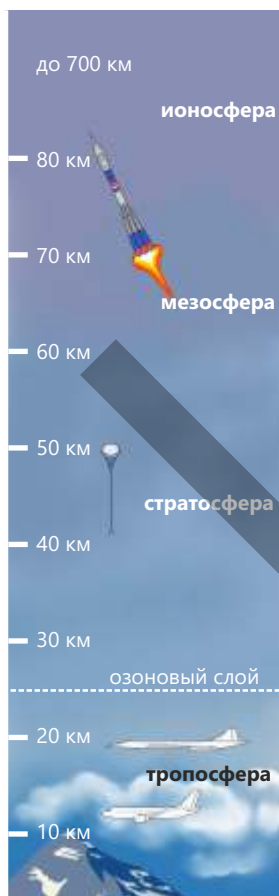 до 700 км
ионосфера
80 км
70 км
мезосфера
60 км
50 км
стратосфера
40 км
30 км
озоновый слой
20 км
тропосфера
10 км